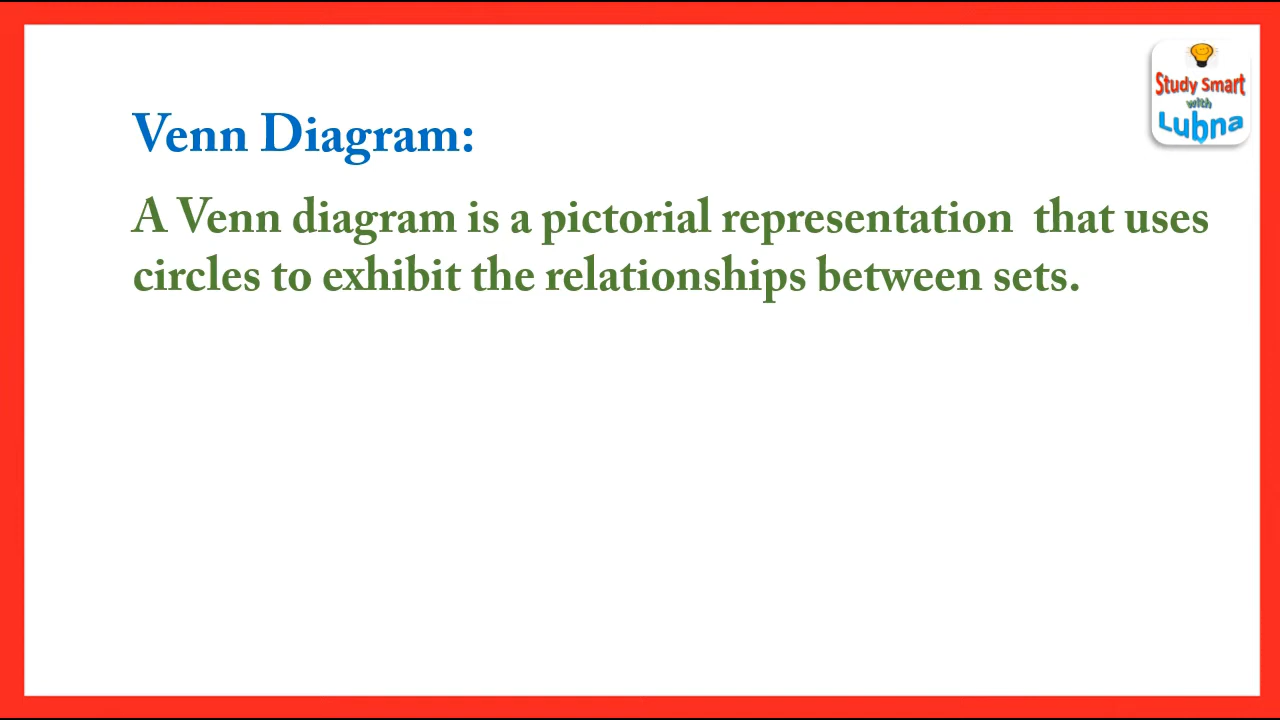 Study Smart
with
Lubna
Venn Diagram:
A Venn diagram is a pictorial representation that uses
circles to exhibit the relationships between sets.